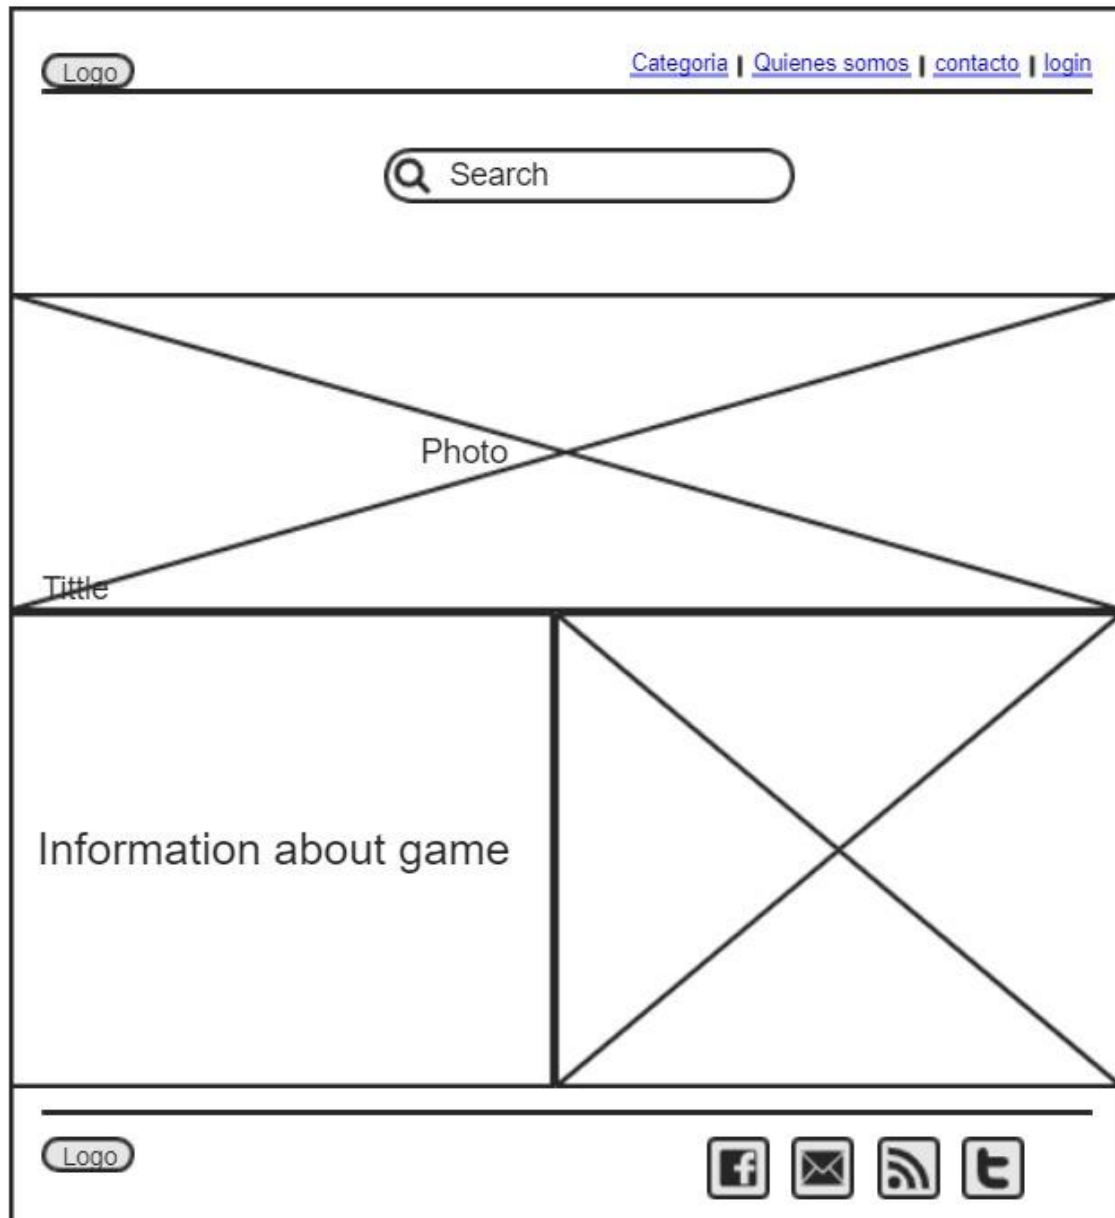 Logo
Categoria | Quienes somos | contacto | login
Search
Photo
Tittle
Information about game
Logo